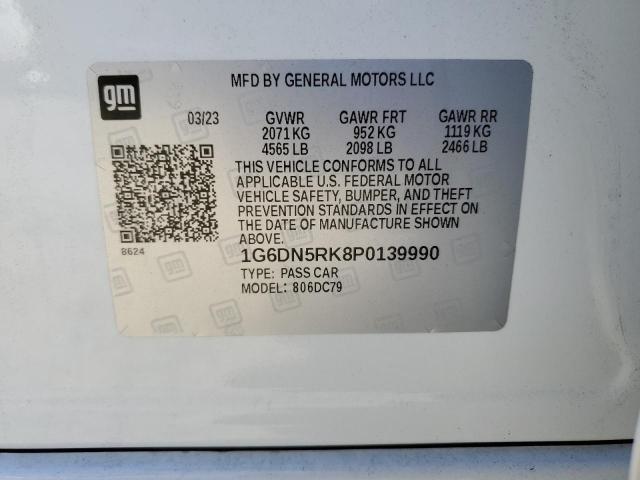 gm
MFD BY GENERAL MOTORS LLC
03/23 GVWR GAWR FRT GAWR RR
2071 KG 952 KG 1119 KG
4565 LB 2098 LB 2466 LB
THIS VEHICLE CONFORMS TO ALL
APPLICABLE U.S. FEDERAL MOTOR
VEHICLE SAFETY, BUMPER, AND THEFT
PREVENTION STANDARDS IN EFFECT ON
THE DATE OF MANUFACTURE SHOWN
ABOVE.
8624
1G6DN5RK8P0139990
TYPE: PASS CAR
MODEL: 806DC79